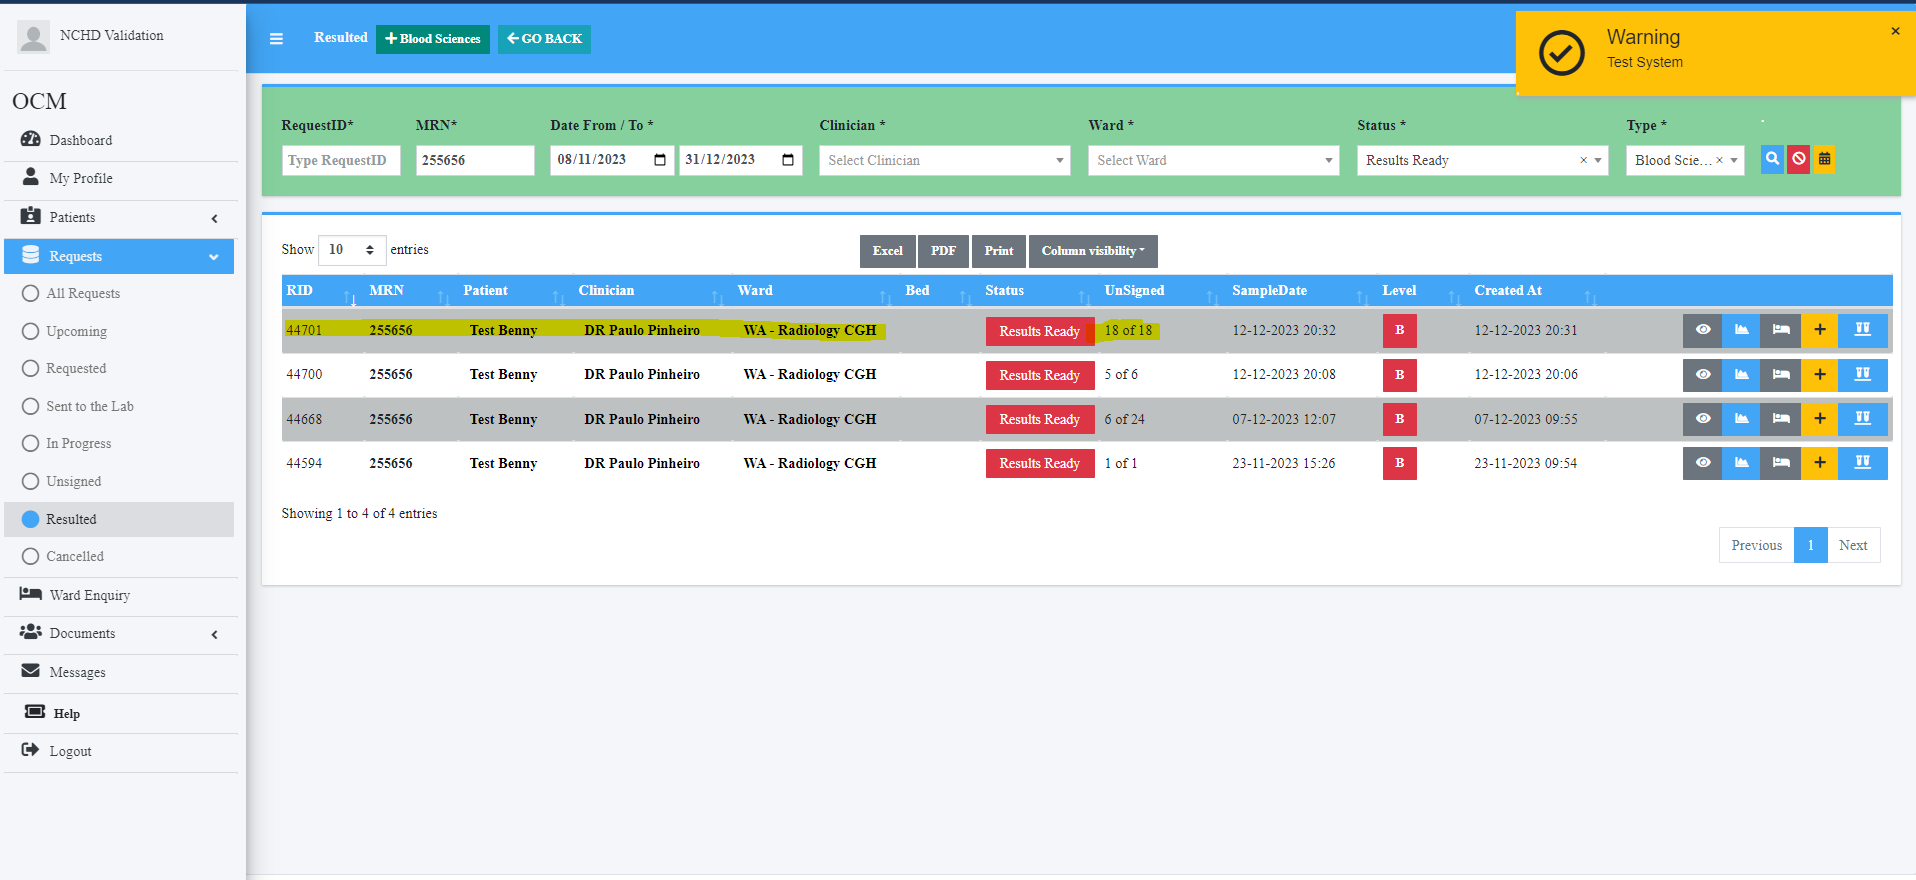 NCHD Validation
OCM
Dashboard
My Profile
Patients
Requests
All Requests
Upcoming
Requested
Sent to the Lab
In Progress
Unsigned
Resulted
Cancelled
Ward Enquiry
Documents
Messages
Help
Logout
Resulted Blood Sciences GO BACK
Warning
Test System
×
RequestID* MRN* Date From / To * Clinician * Ward * Status * Type *
Type RequestID 255656 08/11/2023 31/12/2023 Select Clinician Select Ward Results Ready × Blood Scie... ×
Show 10 entries Excel PDF Print Column visibility
RID MRN Patient Clinician Ward Bed Status UnSigned SampleDate Level Created At
44701 255656 Test Benny DR Paulo Pinheiro WA - Radiology CGH Results Ready 18 of 18 12-12-2023 20:32 B 12-12-2023 20:31
44700 255656 Test Benny DR Paulo Pinheiro WA - Radiology CGH Results Ready 5 of 6 12-12-2023 20:08 B 12-12-2023 20:06
44668 255656 Test Benny DR Paulo Pinheiro WA - Radiology CGH Results Ready 6 of 24 07-12-2023 12:07 B 07-12-2023 09:55
44594 255656 Test Benny DR Paulo Pinheiro WA - Radiology CGH Results Ready 1 of 1 23-11-2023 15:26 B 23-11-2023 09:54
Showing 1 to 4 of 4 entries
Previous 1 Next